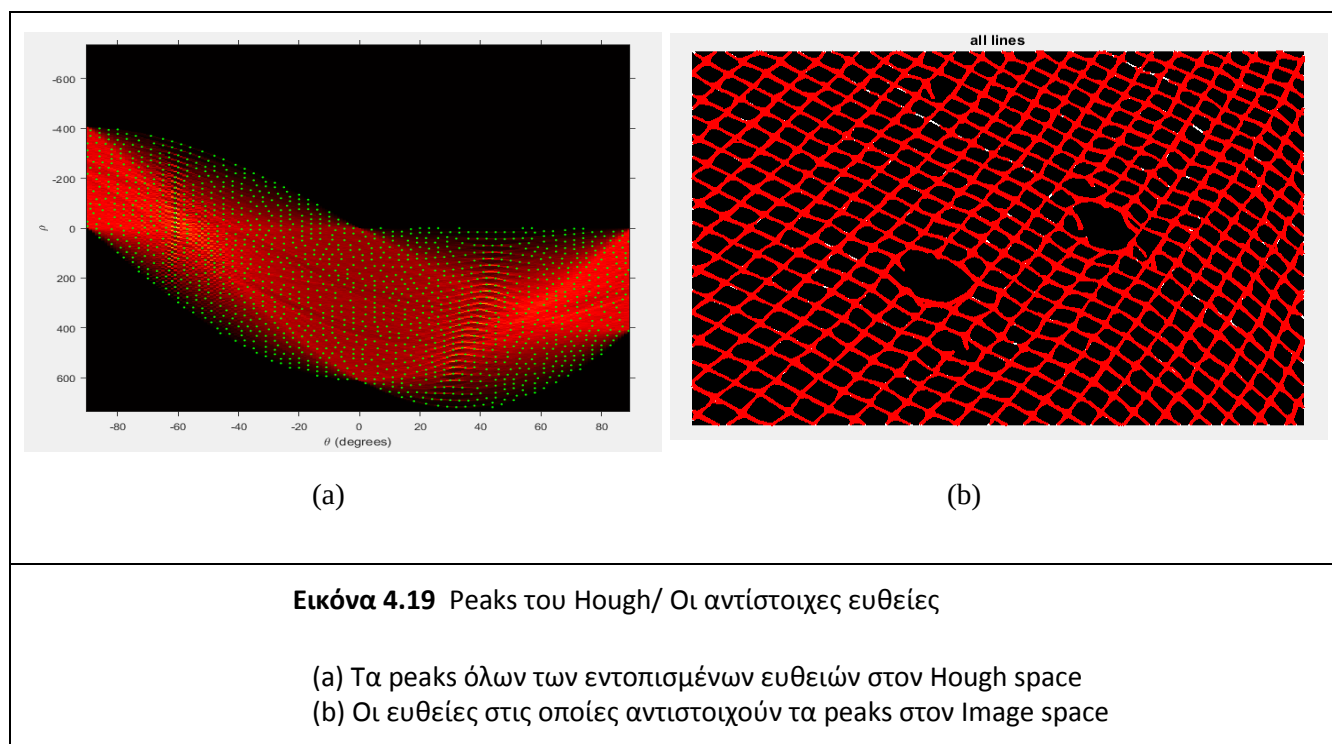 all lines
-600
-400
-200
0
200
400
600
ρ
-80 -60 -40 -20 0 20 40 60 80
θ (degrees)
(a) (b)
Εικόνα 4.19 Peaks του Hough/ Οι αντίστοιχες ευθείες
(a) Τα peaks όλων των εντοπισμένων ευθειών στον Hough space
(b) Οι ευθείες στις οποίες αντιστοιχούν τα peaks στον Image space